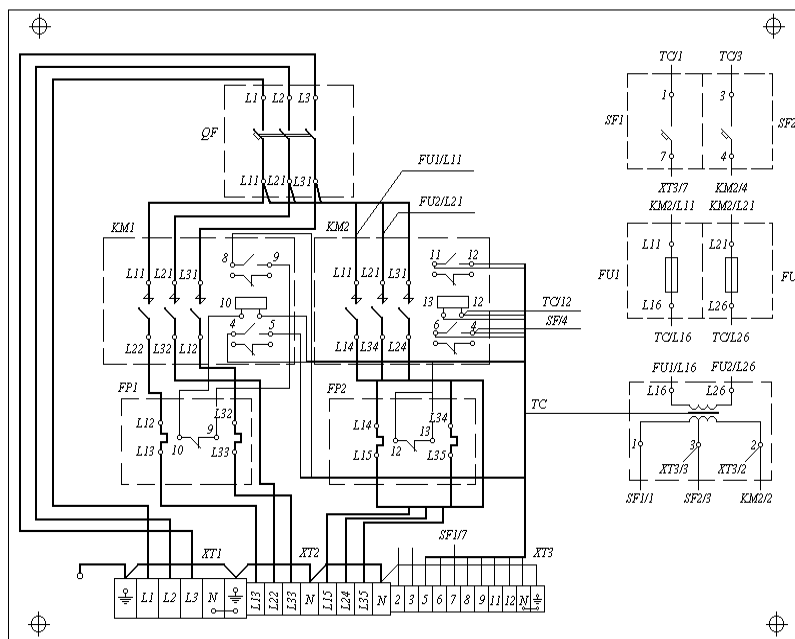 TC/1 TC/3
L1 L2 L3
1 3
SF1 SF2
QF
7 4
FU1/L11
L11 L21 L31
XT3/7 KM2/4
FU2/L21
KM2/L11 KM2/L21
KM1 KM2
8 9 11 12
L11 L21 L31 L11 L21 L31
L11 L21
FU1 FU
10 13 12
TC/12
L16 L26
4 5 6 4
SF/4
TC/L16 TC/L26
L22 L32 L12 L14 L34 L24
FU1/L16 FU2/L26
FP1 FP2
L16 L26
TC
L12 L32 L14 L34
9 13
10 12
1 3 2
L13 L33 L15 L35
XT3/3 XT3/2
SF1/1 SF2/3 KM2/2
SF1/7
XT1 XT2 XT3
L1 L2 L3 N L13 L22 L33 N L15 L24 L35 N 2 3 5 6 7 8 9 11 12 N